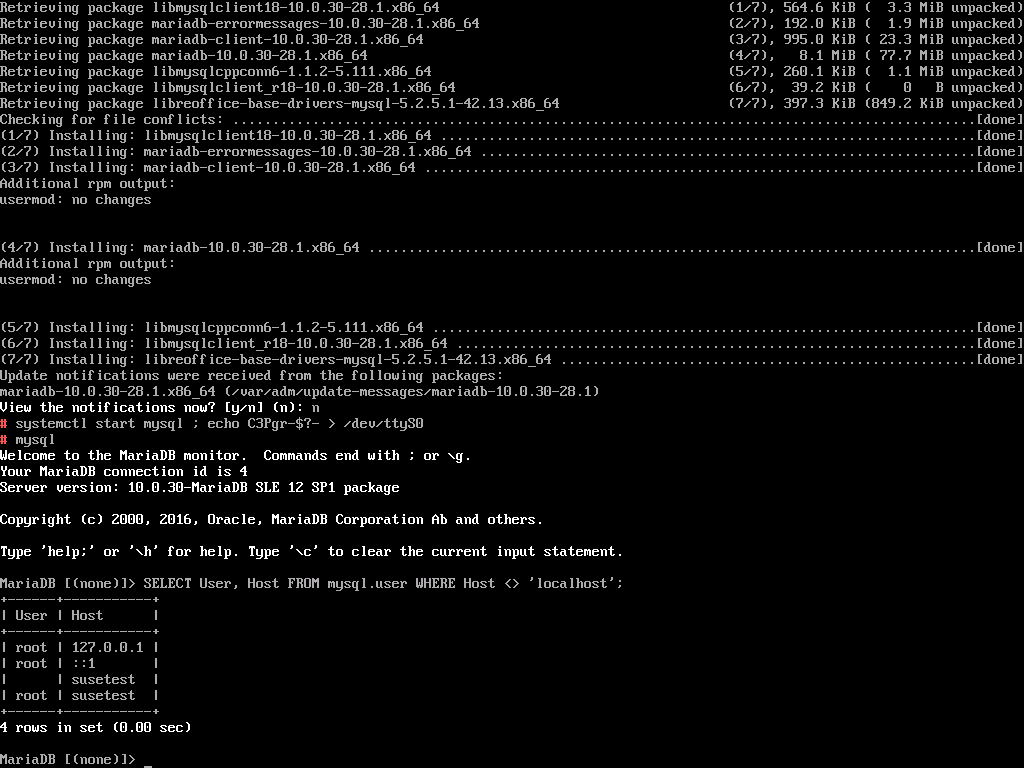 Retrieving package libmysqlclient18-10.0.30-28.1.x86_64 (1/7), 564.6 KiB (  3.3 MiB unpacked)
Retrieving package mariadb-errormessages-10.0.30-28.1.x86_64 (2/7), 192.0 KiB (  1.9 MiB unpacked)
Retrieving package mariadb-client-10.0.30-28.1.x86_64 (3/7), 995.0 KiB ( 23.3 MiB unpacked)
Retrieving package mariadb-10.0.30-28.1.x86_64 (4/7),   8.1 MiB ( 77.7 MiB unpacked)
Retrieving package libmysqlcppconn6-1.1.2-5.111.x86_64 (5/7), 260.1 KiB (  1.1 MiB unpacked)
Retrieving package libmysqlclient_r18-10.0.30-28.1.x86_64 (6/7),  39.2 KiB (    0   B unpacked)
Retrieving package libreoffice-base-drivers-mysql-5.2.5.1-42.13.x86_64 (7/7), 397.3 KiB (849.2 KiB unpacked)
Checking for file conflicts: ..............................................................................................[done]
(1/7) Installing: libmysqlclient18-10.0.30-28.1.x86_64 ....................................................................[done]
(2/7) Installing: mariadb-errormessages-10.0.30-28.1.x86_64 ...............................................................[done]
(3/7) Installing: mariadb-client-10.0.30-28.1.x86_64 ......................................................................[done]
Additional rpm output:
usermod: no changes
(4/7) Installing: mariadb-10.0.30-28.1.x86_64 .............................................................................[done]
Additional rpm output:
usermod: no changes
(5/7) Installing: libmysqlcppconn6-1.1.2-5.111.x86_64 .....................................................................[done]
(6/7) Installing: libmysqlclient_r18-10.0.30-28.1.x86_64 ..................................................................[done]
(7/7) Installing: libreoffice-base-drivers-mysql-5.2.5.1-42.13.x86_64 .....................................................[done]
Update notifications were received from the following packages:
mariadb-10.0.30-28.1.x86_64 (/var/adm/update-messages/mariadb-10.0.30-28.1)
View the notifications now? [y/n] (n): n
# systemctl start mysql ; echo C3Pgr-$?- > /dev/ttyS0
# mysql
Welcome to the MariaDB monitor.  Commands end with ; or \g.
Your MariaDB connection id is 4
Server version: 10.0.30-MariaDB SLE 12 SP1 package
Copyright (c) 2000, 2016, Oracle, MariaDB Corporation Ab and others.
Type 'help;' or '\h' for help. Type '\c' to clear the current input statement.
MariaDB [(none)]> SELECT User, Host FROM mysql.user WHERE Host <> 'localhost';
+------+-----------+
| User | Host      |
+------+-----------+
| root | 127.0.0.1 |
| root | ::1       |
|      | susetest  |
| root | susetest  |
+------+-----------+
4 rows in set (0.00 sec)
MariaDB [(none)]> _